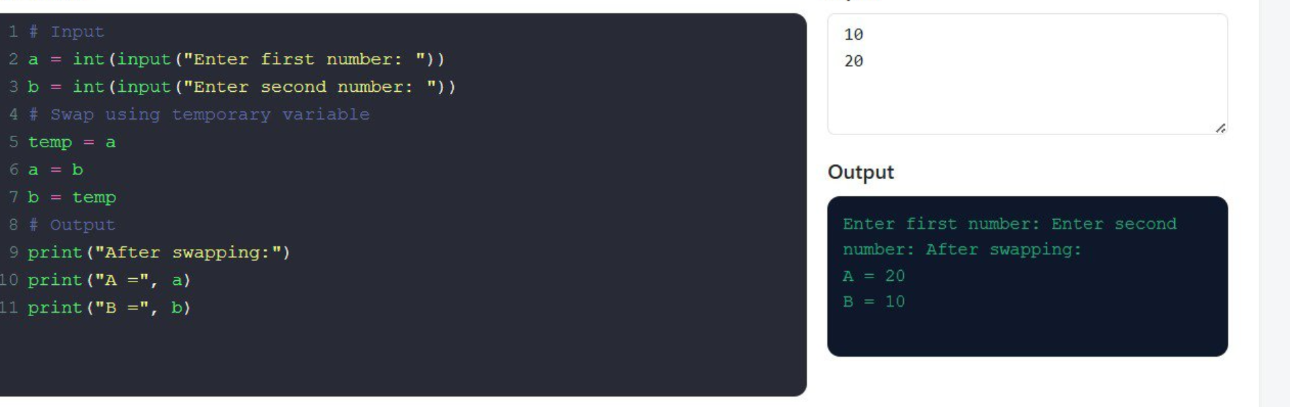 1 # Input
2 a = int(input("Enter first number: "))
3 b = int(input("Enter second number: "))
4 # Swap using temporary variable
5 temp = a
6 a = b
7 b = temp
8 # Output
9 print("After swapping:")
10 print("A =", a)
11 print("B =", b)
10
20
Output
Enter first number: Enter second
number: After swapping:
A = 20
B = 10